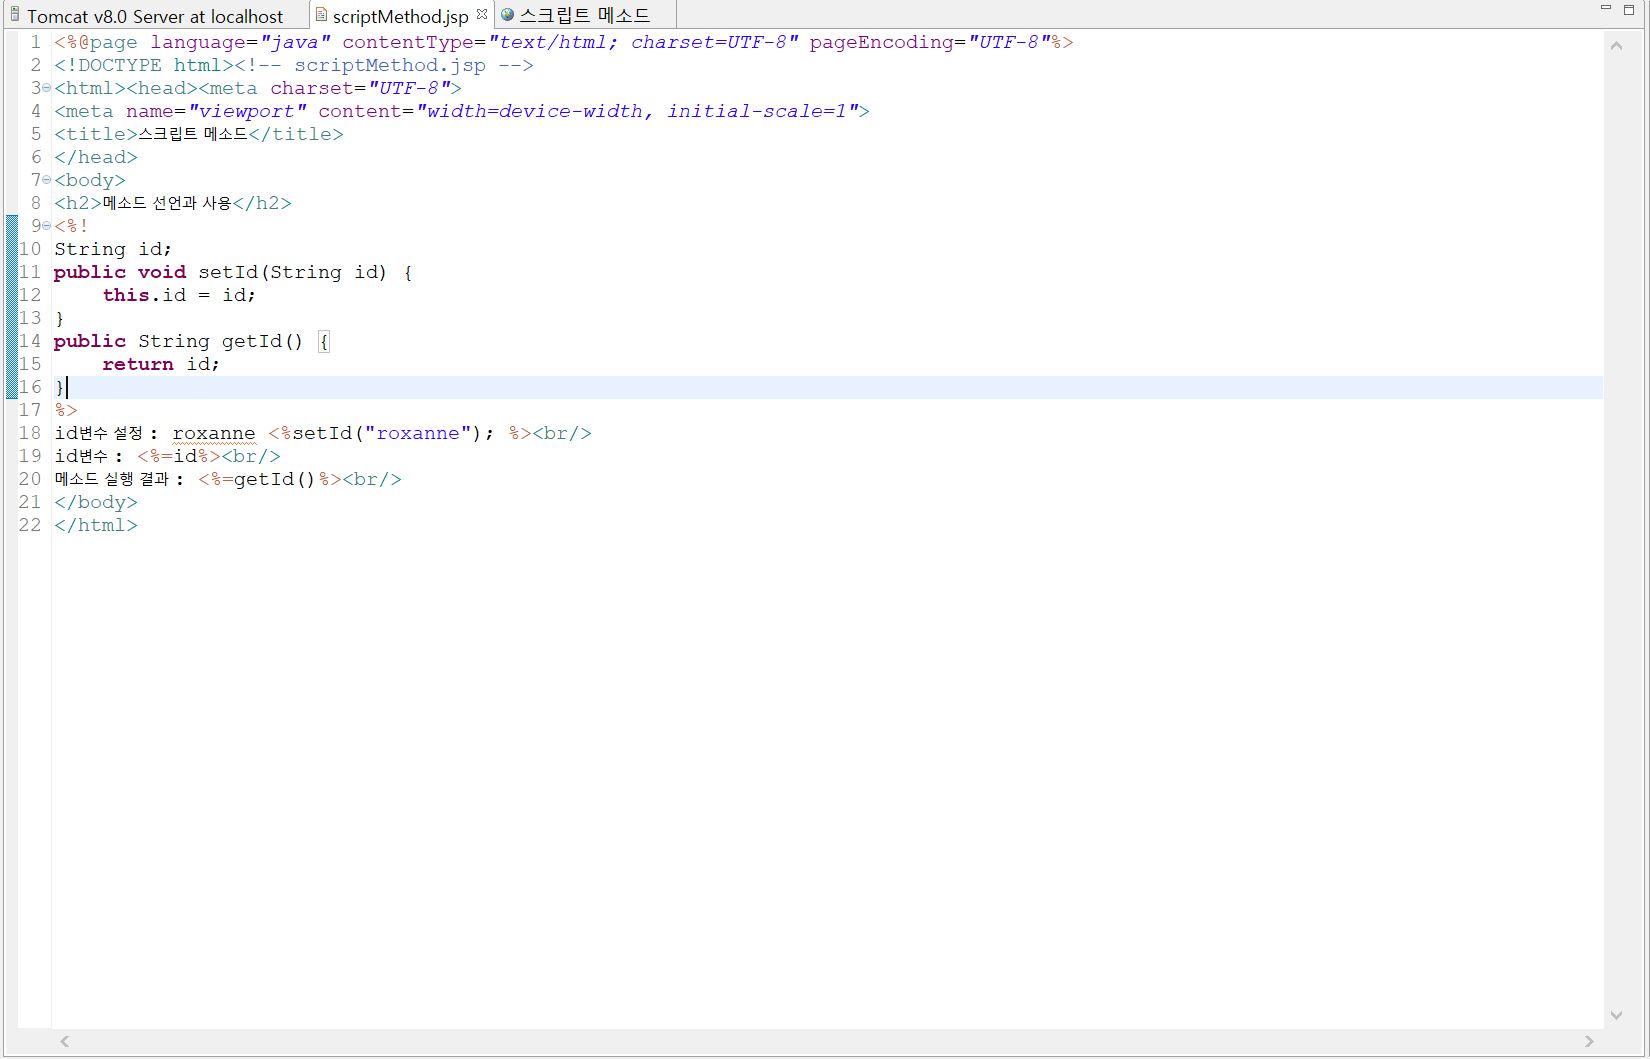 Tomcat v8.0 Server at localhost scriptMethod.jsp 스크립트 메소드
1 <%@page language="java" contentType="text/html; charset=UTF-8" pageEncoding="UTF-8"%>
2 <!DOCTYPE html><!-- scriptMethod.jsp -->
3 <html><head><meta charset="UTF-8">
4 <meta name="viewport" content="width=device-width, initial-scale=1">
5 <title>스크립트 메소드</title>
6 </head>
7 <body>
8 <h2>메소드 선언과 사용</h2>
9 <%!
10 String id;
11 public void setId(String id) {
12     this.id = id;
13 }
14 public String getId() {
15     return id;
16 }
17 %>
18 id변수 설정 : roxanne <%setId("roxanne"); %><br/>
19 id변수 : <%=id%><br/>
20 메소드 실행 결과 : <%=getId()%><br/>
21 </body>
22 </html>